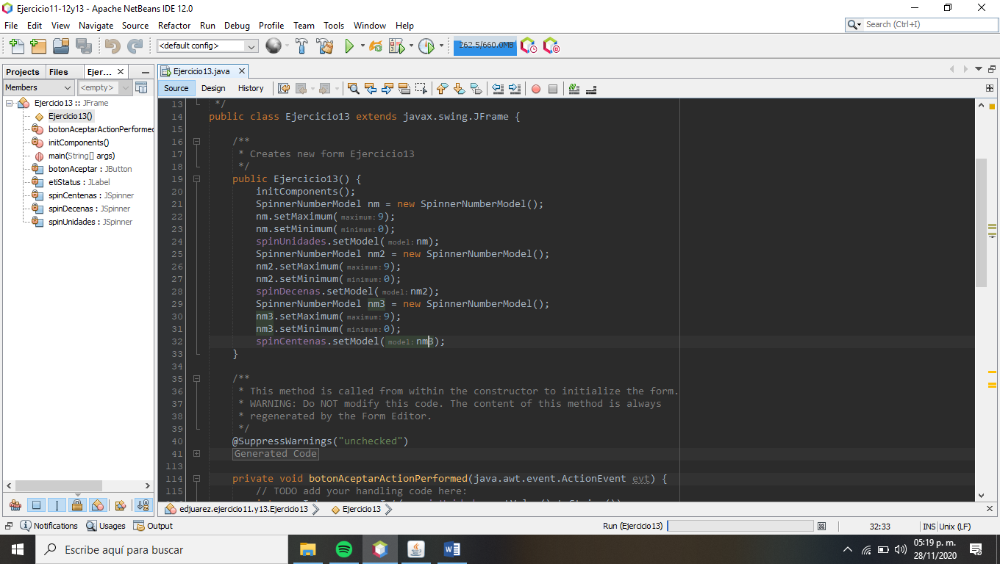 Ejercicio11-12y13 - Apache NetBeans IDE 12.0
File Edit View Navigate Source Refactor Run Debug Profile Team Tools Window Help
Search (Ctrl+I)
<default config>
262.5/660.0MB
Projects Files Ejer...
Ejercicio13.java
Members <empty>
Source Design History
Ejercicio13 :: JFrame
Ejercicio13()
botonAceptarActionPerformed
initComponents()
main(String[] args)
botonAceptar : JButton
etiStatus : JLabel
spinCentenas : JSpinner
spinDecenas : JSpinner
spinUnidades : JSpinner
13 */
14 public class Ejercicio13 extends javax.swing.JFrame {
15
16 /**
17 * Creates new form Ejercicio13
18 */
19 public Ejercicio13() {
20 initComponents();
21 SpinnerNumberModel nm = new SpinnerNumberModel();
22 nm.setMaximum( maximum: 9);
23 nm.setMinimum( minimum: 0);
24 spinUnidades.setModel( model: nm);
25 SpinnerNumberModel nm2 = new SpinnerNumberModel();
26 nm2.setMaximum( maximum: 9);
27 nm2.setMinimum( minimum: 0);
28 spinDecenas.setModel( model: nm2);
29 SpinnerNumberModel nm3 = new SpinnerNumberModel();
30 nm3.setMaximum( maximum: 9);
31 nm3.setMinimum( minimum: 0);
32 spinCentenas.setModel( model: nm3);
33 }
34
35 /**
36 * This method is called from within the constructor to initialize the form.
37 * WARNING: Do NOT modify this code. The content of this method is always
38 * regenerated by the Form Editor.
39 */
40 @SuppressWarnings("unchecked")
41 Generated Code
113
114 private void botonAceptarActionPerformed(java.awt.event.ActionEvent evt) {
115 // TODO add your handling code here:
edjuarez.ejercicio11.y13.Ejercicio13 Ejercicio13
Notifications Usages Output
Run (Ejercicio13)
32:33
INS Unix (LF)
Escribe aquí para buscar
05:19 p. m.
28/11/2020